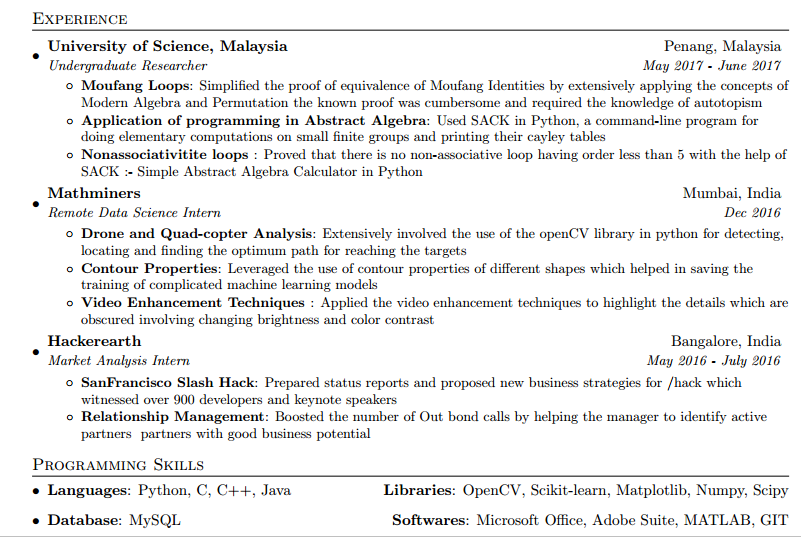 EXPERIENCE
• University of Science, Malaysia Penang, Malaysia
Undergraduate Researcher May 2017 - June 2017
◦ Moufang Loops: Simplified the proof of equivalence of Moufang Identities by extensively applying the concepts of
Modern Algebra and Permutation the known proof was cumbersome and required the knowledge of autotopism
◦ Application of programming in Abstract Algebra: Used SACK in Python, a command-line program for
doing elementary computations on small finite groups and printing their cayley tables
◦ Nonassociativitite loops : Proved that there is no non-associative loop having order less than 5 with the help of
SACK :- Simple Abstract Algebra Calculator in Python
• Mathminers Mumbai, India
Remote Data Science Intern Dec 2016
◦ Drone and Quad-copter Analysis: Extensively involved the use of the openCV library in python for detecting,
locating and finding the optimum path for reaching the targets
◦ Contour Properties: Leveraged the use of contour properties of different shapes which helped in saving the
training of complicated machine learning models
◦ Video Enhancement Techniques : Applied the video enhancement techniques to highlight the details which are
obscured involving changing brightness and color contrast
• Hackerearth Bangalore, India
Market Analysis Intern May 2016 - July 2016
◦ SanFrancisco Slash Hack: Prepared status reports and proposed new business strategies for /hack which
witnessed over 900 developers and keynote speakers
◦ Relationship Management: Boosted the number of Out bond calls by helping the manager to identify active
partners partners with good business potential
PROGRAMMING SKILLS
• Languages: Python, C, C++, Java Libraries: OpenCV, Scikit-learn, Matplotlib, Numpy, Scipy
• Database: MySQL Softwares: Microsoft Office, Adobe Suite, MATLAB, GIT